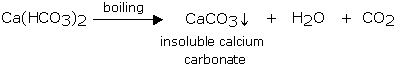 boiling
Ca(HCO3)2 ⟶ CaCO3↓ + H2O + CO2
insoluble calcium
carbonate